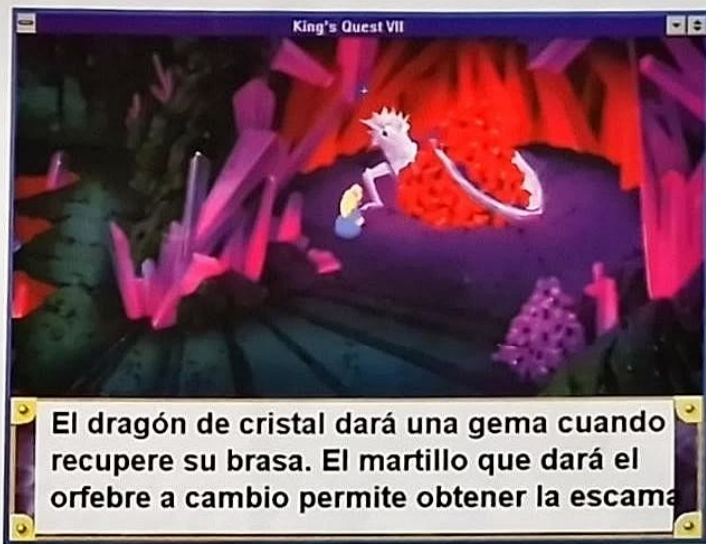 King's Quest VII
El dragón de cristal dará una gema cuando
recupere su brasa. El martillo que dará el
orfebre a cambio permite obtener la escama